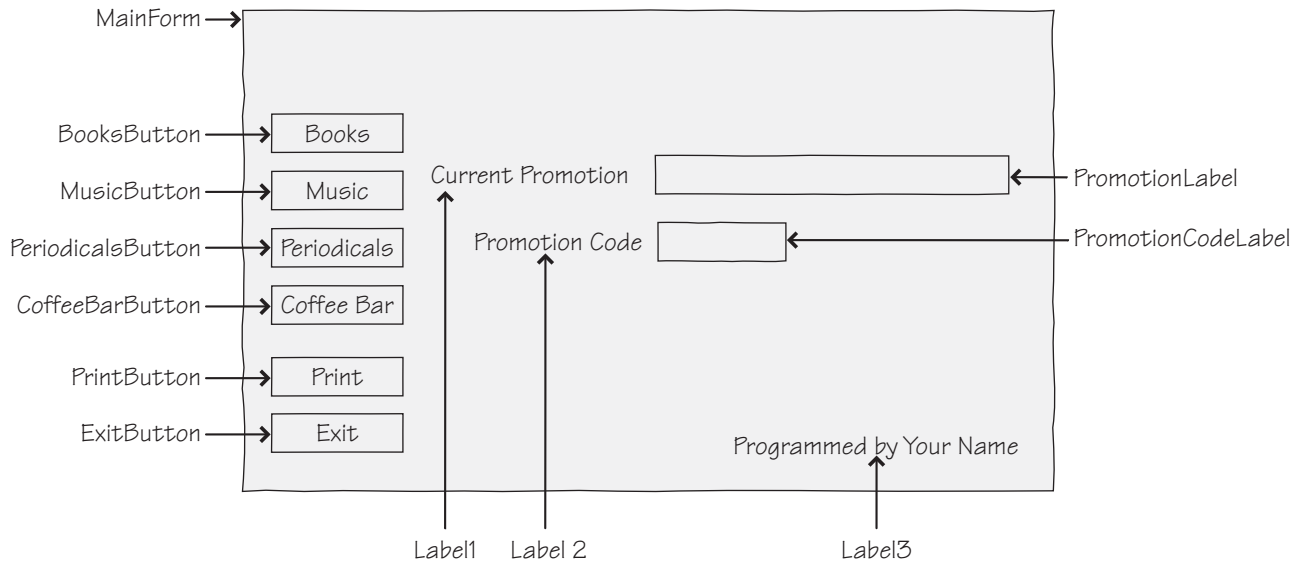 MainForm
BooksButton
Books
MusicButton
Music
Current Promotion
PromotionLabel
PeriodicalsButton
Periodicals
Promotion Code
PromotionCodeLabel
CoffeeBarButton
Coffee Bar
PrintButton
Print
ExitButton
Exit
Programmed by Your Name
Label1
Label 2
Label3